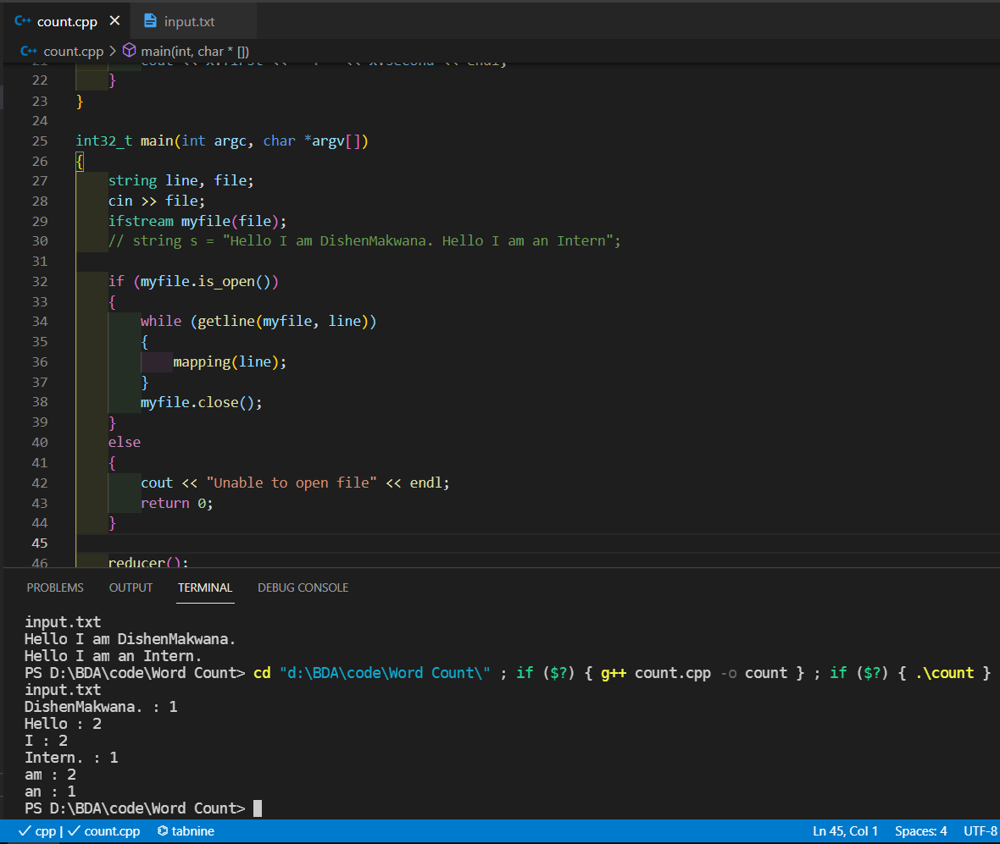 count.cpp
input.txt
count.cpp > main(int, char * [])
21 cout << x.first << " : " << x.second << endl;
22 }
23 }
24
25 int32_t main(int argc, char *argv[])
26 {
27 string line, file;
28 cin >> file;
29 ifstream myfile(file);
30 // string s = "Hello I am DishenMakwana. Hello I am an Intern";
31
32 if (myfile.is_open())
33 {
34 while (getline(myfile, line))
35 {
36 mapping(line);
37 }
38 myfile.close();
39 }
40 else
41 {
42 cout << "Unable to open file" << endl;
43 return 0;
44 }
45
46 reducer();
PROBLEMS OUTPUT TERMINAL DEBUG CONSOLE
input.txt
Hello I am DishenMakwana.
Hello I am an Intern.
PS D:\BDA\code\Word Count> cd "d:\BDA\code\Word Count\" ; if ($?) { g++ count.cpp -o count } ; if ($?) { .\count }
input.txt
DishenMakwana. : 1
Hello : 2
I : 2
Intern. : 1
am : 2
an : 1
PS D:\BDA\code\Word Count>
cpp | count.cpp tabnine Ln 45, Col 1 Spaces: 4 UTF-8